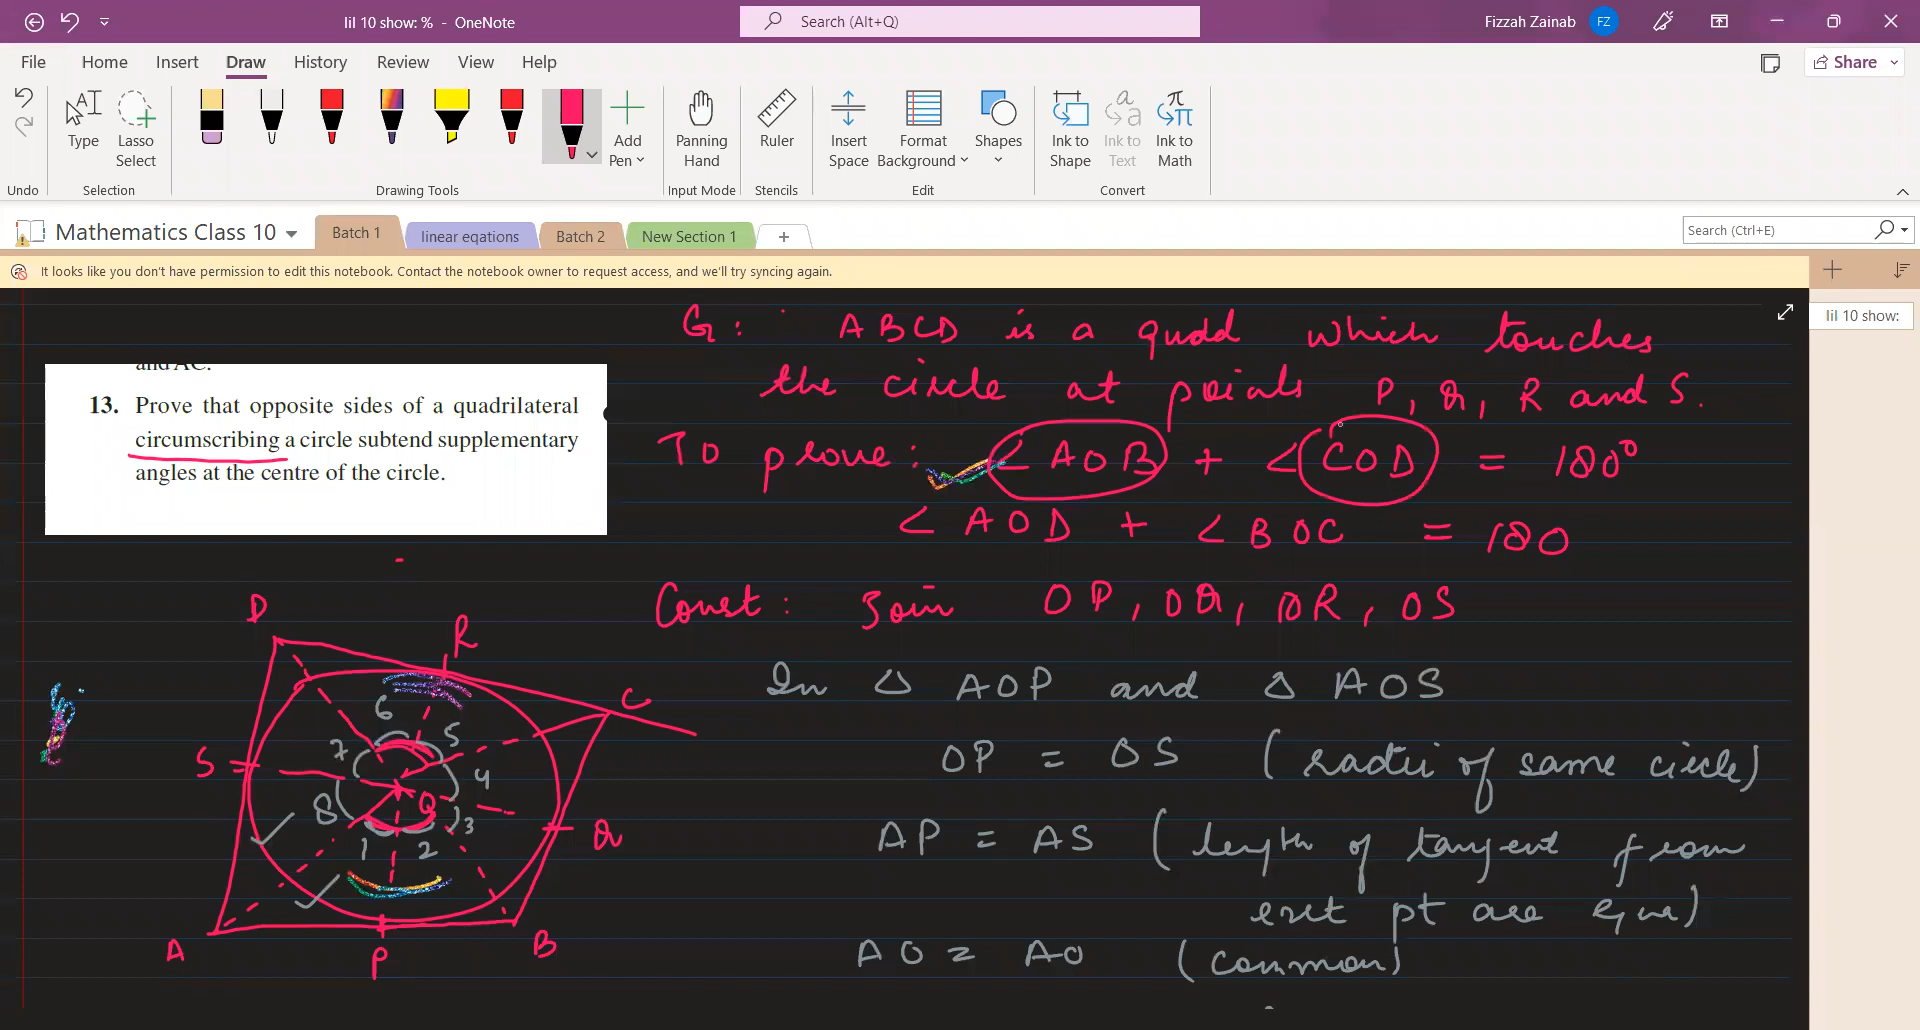 lil 10 show: % - OneNote
Search (Alt+Q)
Fizzah Zainab
FZ
File Home Insert Draw History Review View Help
Share
Type
Lasso Select
Add Pen
Panning Hand
Ruler
Insert Space
Format Background
Shapes
Ink to Shape
Ink to Text
Ink to Math
Undo
Selection
Drawing Tools
Input Mode
Stencils
Edit
Convert
Mathematics Class 10
Batch 1
linear eqations
Batch 2
New Section 1
+
Search (Ctrl+E)
It looks like you don't have permission to edit this notebook. Contact the notebook owner to request access, and we'll try syncing again.
lil 10 show:
and AC.
13. Prove that opposite sides of a quadrilateral
circumscribing a circle subtend supplementary
angles at the centre of the circle.
G: ABCD is a quad which touches
the circle at points P, Q, R and S.
To prove: < AOB + < COD = 180°
< AOD + < BOC = 180
Const: Join OP, OQ, OR, OS
In △ AOP and △ AOS
OP = OS (radii of same circle)
AP = AS (length of tangent from
ext pt are equal)
AO = AO (common)
D
R
C
S
6
5
7
4
8
O
3
Q
1
2
A
P
B